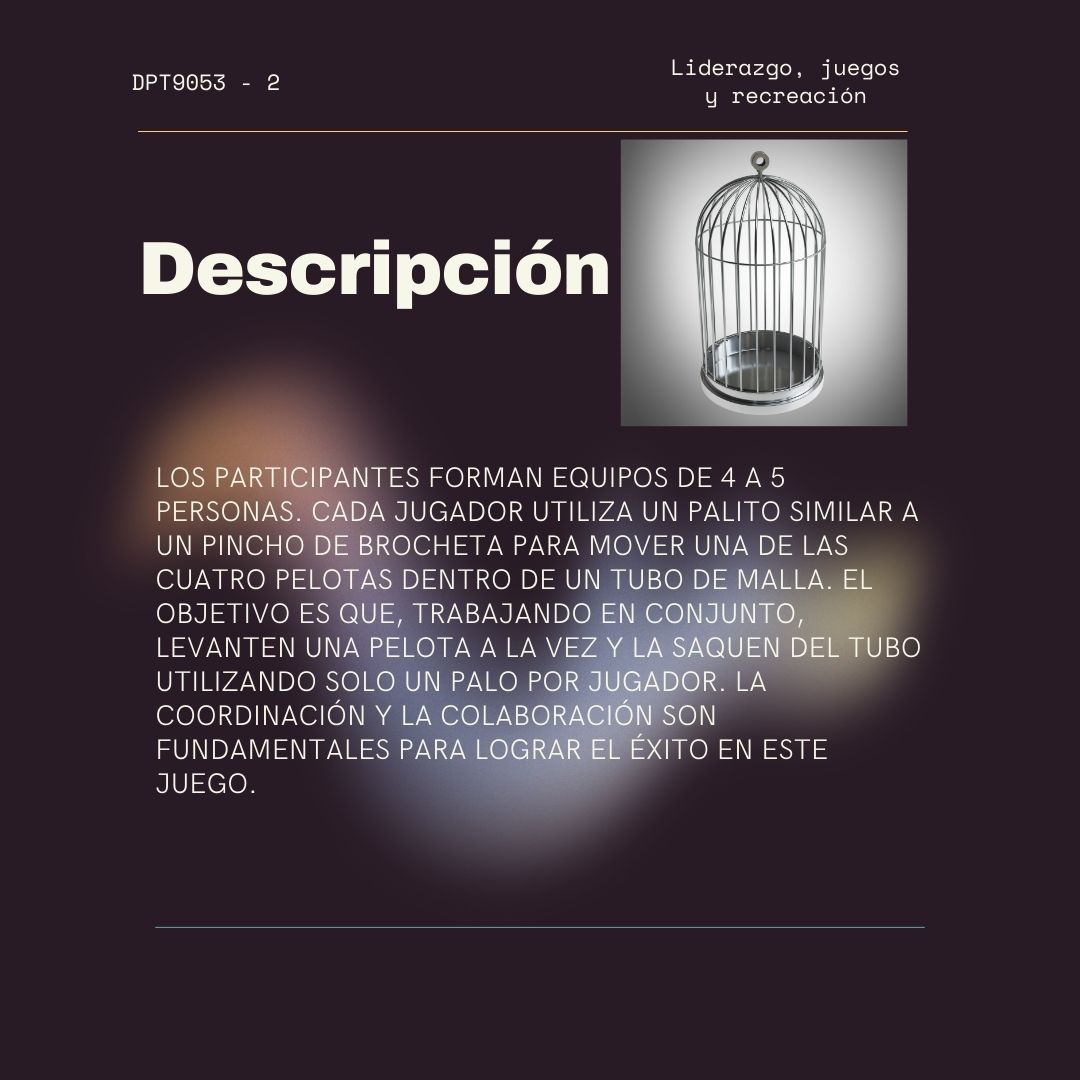 DPT9053 - 2
Liderazgo, juegos
y recreación
Descripción
LOS PARTICIPANTES FORMAN EQUIPOS DE 4 A 5
PERSONAS. CADA JUGADOR UTILIZA UN PALITO SIMILAR A
UN PINCHO DE BROCHETA PARA MOVER UNA DE LAS
CUATRO PELOTAS DENTRO DE UN TUBO DE MALLA. EL
OBJETIVO ES QUE, TRABAJANDO EN CONJUNTO,
LEVANTEN UNA PELOTA A LA VEZ Y LA SAQUEN DEL TUBO
UTILIZANDO SOLO UN PALO POR JUGADOR. LA
COORDINACIÓN Y LA COLABORACIÓN SON
FUNDAMENTALES PARA LOGRAR EL ÉXITO EN ESTE
JUEGO.